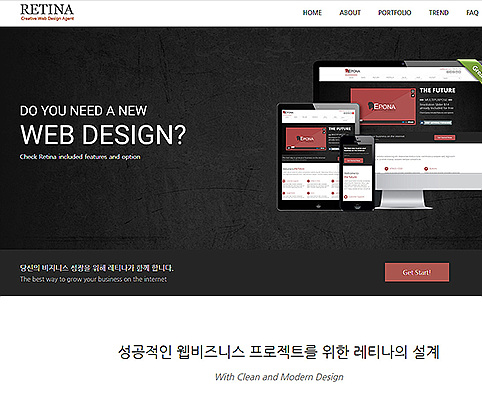 RETINA
Creative Web Design Agent
HOME ABOUT PORTFOLIO TREND FAQ
DO YOU NEED A NEW
WEB DESIGN?
Check Retina included features and option
EPONA
THE FUTURE
EPONA
THE FUTURE
당신의 비지니스 성장을 위해 레티나가 함께 합니다.
The best way to grow your business on the internet
Get Start!
성공적인 웹비즈니스 프로젝트를 위한 레티나의 설계
With Clean and Modern Design